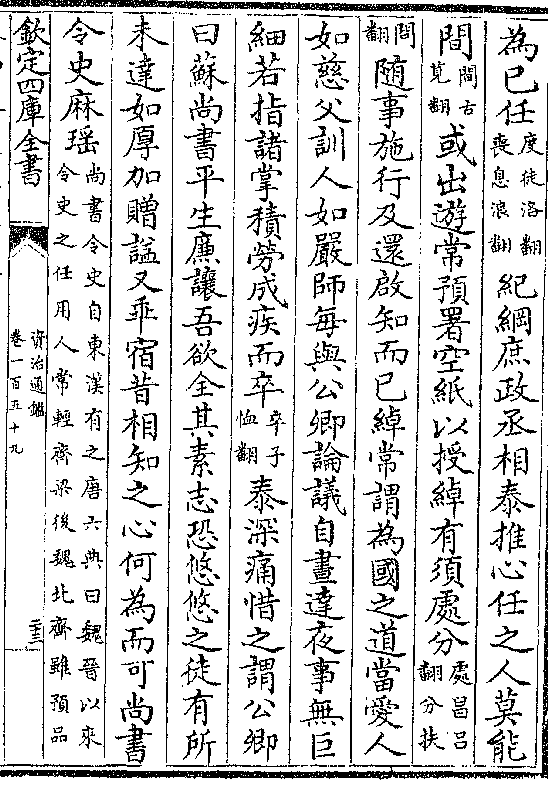 為已任度徒洛翻喪息浪翻紀綱庶政丞相泰推心任之人莫能
間間古莧翻或出遊常預署空紙以授綽有須處分處昌呂翻分扶
問翻随事施行及還啟知而已綽常謂為國之道當愛人
如慈父訓人如嚴師毎與公卿論議自晝達夜事無巨
細若指諸掌積勞成疾而卒卒子恤翻泰深痛惜之謂公卿
曰蘇尚書平生廉讓吾欲全其素志恐悠悠之徒有所
未達如厚加贈諡又乖宿昔相知之心何為而可尚書
令史麻瑶尚書令史自東漢有之唐六典曰魏晉以來令史之任用人常輕齊梁後魏北齊雖預品
欽定四庫全書
資治通鑑
卷一百五十九
二十三